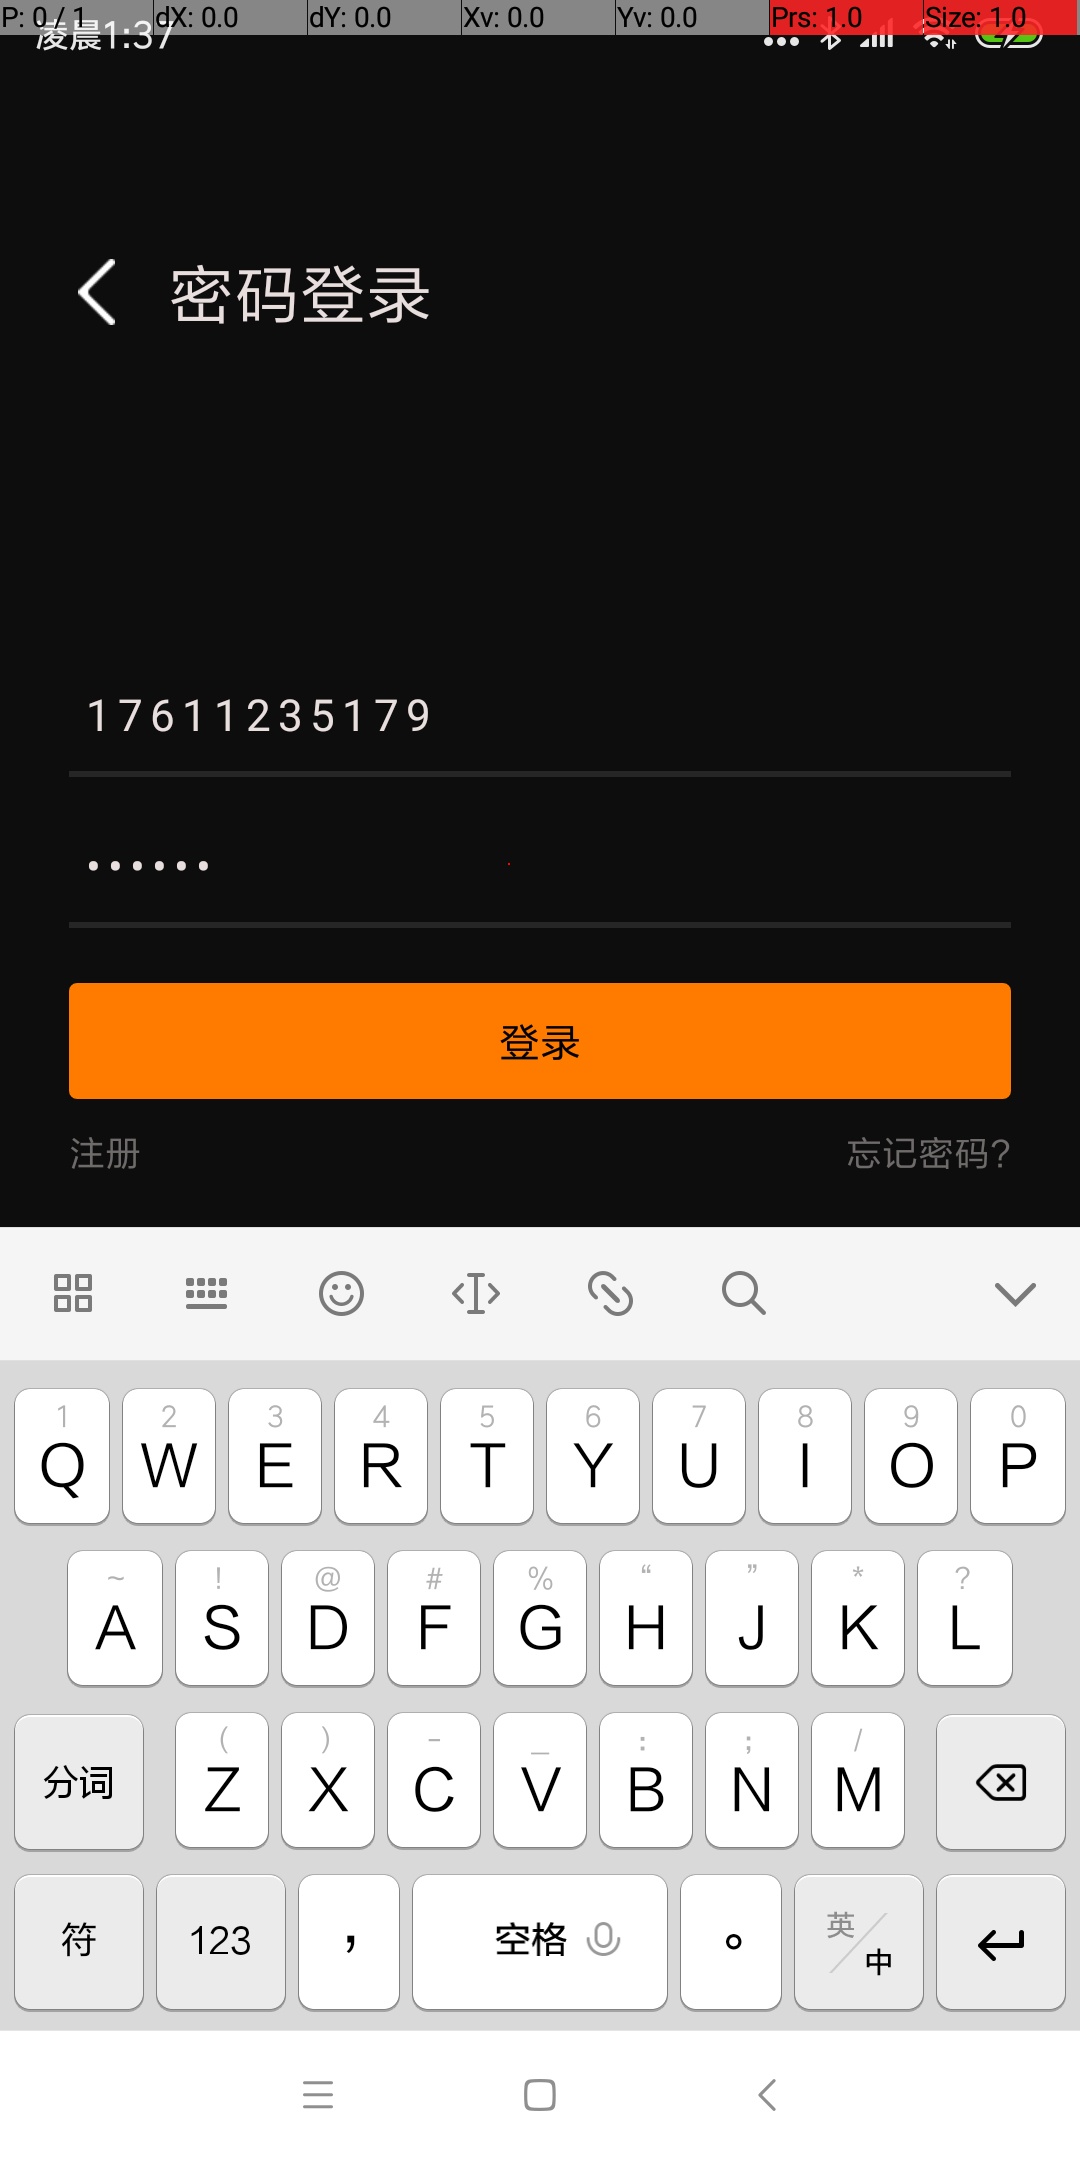 P: 0 / 1 dX: 0.0 dY: 0.0 Xv: 0.0 Yv: 0.0 Prs: 1.0 Size: 1.0
凌晨1:37
密码登录
17611235179
••••••
登录
注册 忘记密码?
1 2 3 4 5 6 7 8 9 0
Q W E R T Y U I O P
~ ! @ # % “ ” * ?
A S D F G H J K L
( ) - _ : ; /
分词 Z X C V B N M
符 123 , 空格 。 英/中